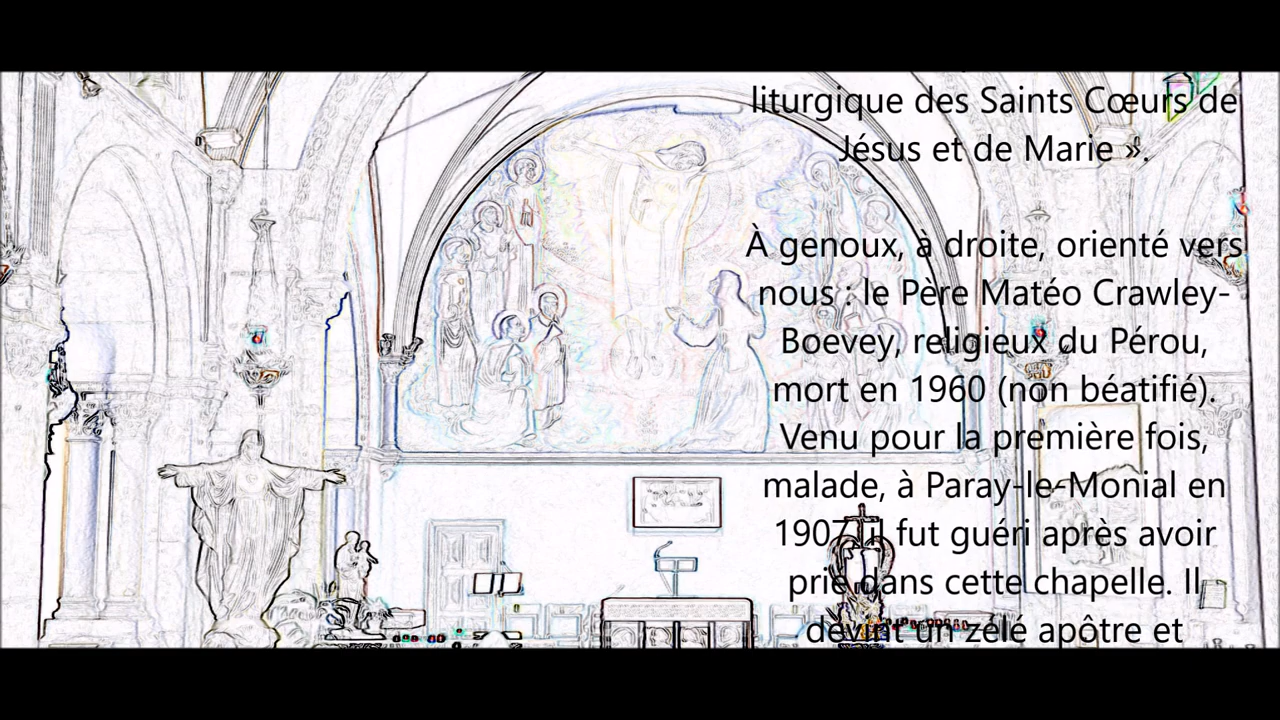 liturgique des Saints Cœurs de
Jésus et de Marie ».
À genoux, à droite, orienté vers
nous : le Père Matéo Crawley-
Boevey, religieux du Pérou,
mort en 1960 (non béatifié).
Venu pour la première fois,
malade, à Paray-le-Monial en
1907 il fut guéri après avoir
prié dans cette chapelle. Il
devint un zélé apôtre et